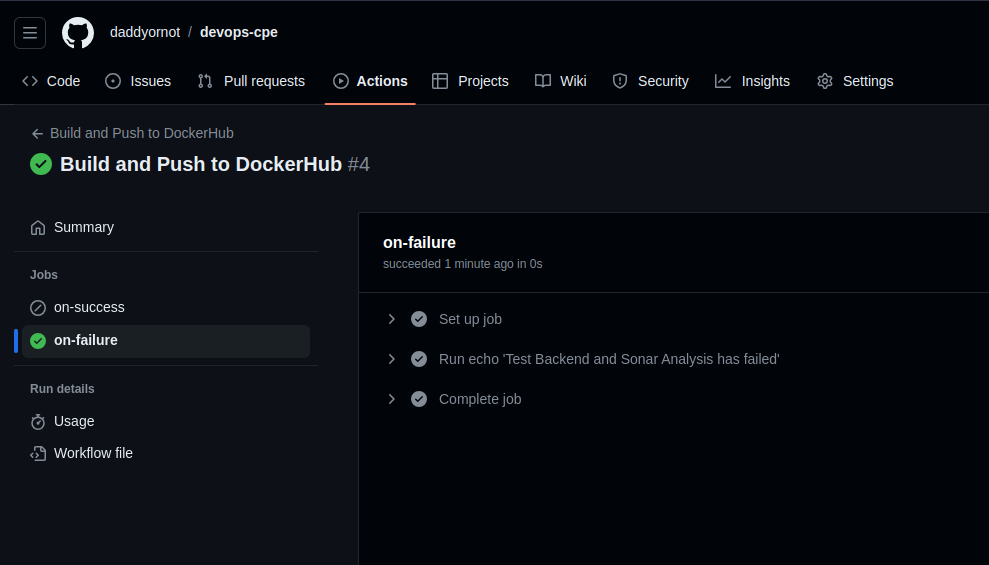 daddyornot / devops-cpe
Code Issues Pull requests Actions Projects Wiki Security Insights Settings
Build and Push to DockerHub
Build and Push to DockerHub #4
Summary
Jobs
on-success
on-failure
Run details
Usage
Workflow file
on-failure
succeeded 1 minute ago in 0s
Set up job
Run echo 'Test Backend and Sonar Analysis has failed'
Complete job